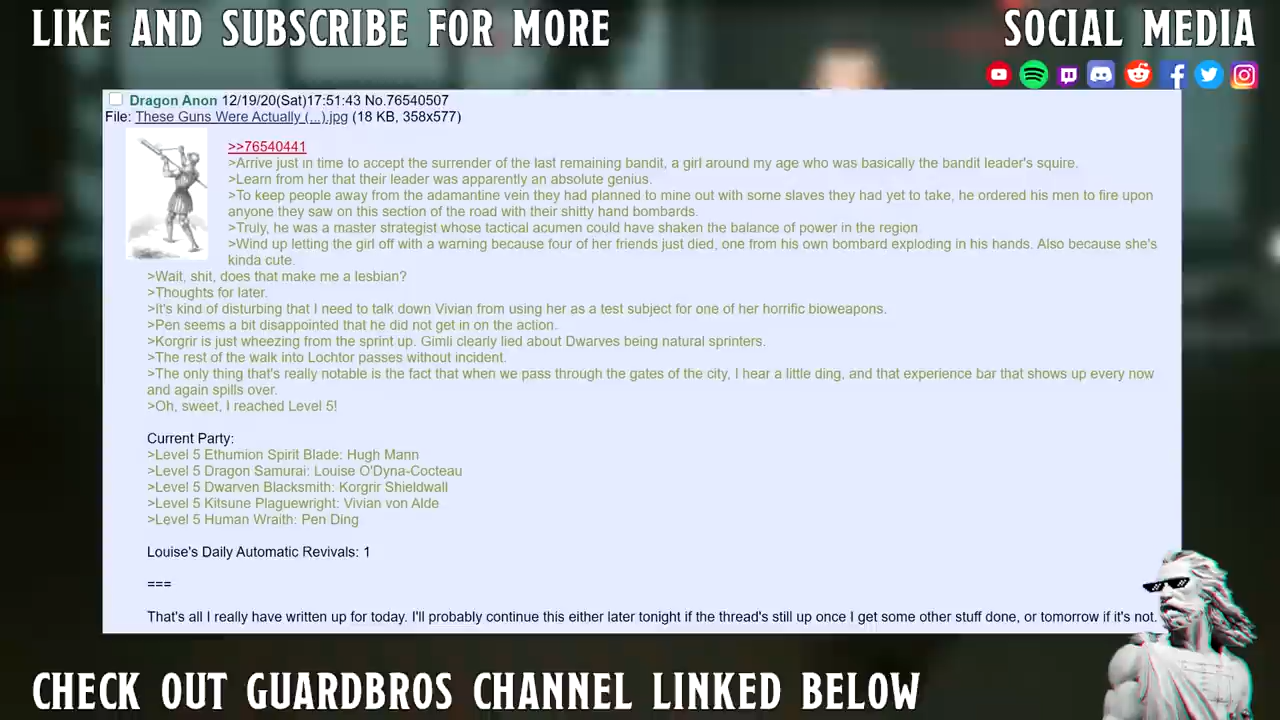 LIKE AND SUBSCRIBE FOR MORE
SOCIAL MEDIA
Dragon Anon 12/19/20(Sat)17:51:43 No.76540507
File: These Guns Were Actually (...).jpg (18 KB, 358x577)
>>76540441
>Arrive just in time to accept the surrender of the last remaining bandit, a girl around my age who was basically the bandit leader's squire.
>Learn from her that their leader was apparently an absolute genius.
>To keep people away from the adamantine vein they had planned to mine out with some slaves they had yet to take, he ordered his men to fire upon
anyone they saw on this section of the road with their shitty hand bombards.
>Truly, he was a master strategist whose tactical acumen could have shaken the balance of power in the region
>Wind up letting the girl off with a warning because four of her friends just died, one from his own bombard exploding in his hands. Also because she's
kinda cute.
>Wait, shit, does that make me a lesbian?
>Thoughts for later.
>It's kind of disturbing that I need to talk down Vivian from using her as a test subject for one of her horrific bioweapons.
>Pen seems a bit disappointed that he did not get in on the action.
>Korgrir is just wheezing from the sprint up. Gimli clearly lied about Dwarves being natural sprinters.
>The rest of the walk into Lochtor passes without incident.
>The only thing that's really notable is the fact that when we pass through the gates of the city, I hear a little ding, and that experience bar that shows up every now
and again spills over.
>Oh, sweet, I reached Level 5!
Current Party:
>Level 5 Ethumion Spirit Blade: Hugh Mann
>Level 5 Dragon Samurai: Louise O'Dyna-Cocteau
>Level 5 Dwarven Blacksmith: Korgrir Shieldwall
>Level 5 Kitsune Plaguewright: Vivian von Alde
>Level 5 Human Wraith: Pen Ding
Louise's Daily Automatic Revivals: 1
===
That's all I really have written up for today. I'll probably continue this either later tonight if the thread's still up once I get some other stuff done, or tomorrow if it's not.
CHECK OUT GUARDBROS CHANNEL LINKED BELOW